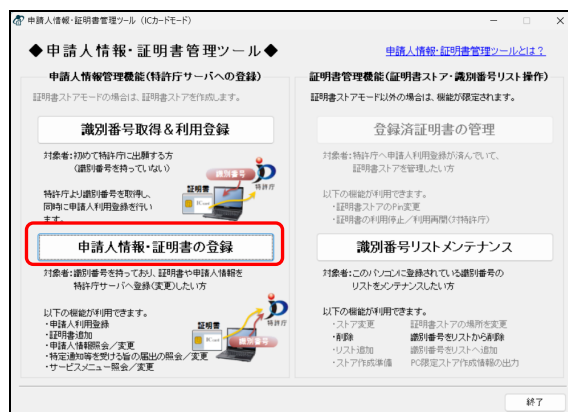 申請人情報・証明書管理ツール (ICカードモード)
◆申請人情報・証明書管理ツール◆
申請人情報・証明書管理ツールとは?
申請人情報管理機能(特許庁サーバへの登録)
証明書ストアモードの場合は、証明書ストアを作成します。
識別番号取得&利用登録
対象者:初めて特許庁に出願する方
(識別番号を持っていない)
特許庁より識別番号を取得し、
同時に申請人利用登録を行い
ます。
識別番号
証明書
特許庁
申請人情報・証明書の登録
対象者:識別番号を持っており、証明書や申請人情報を
特許庁サーバへ登録(変更)したい方
以下の機能が利用できます。
・申請人利用登録
・証明書追加
・申請人情報照会/変更
・特定通知等を受ける旨の届出の照会/変更
・サービスメニュー照会/変更
証明書
識別番号
特許庁
証明書管理機能(証明書ストア・識別番号リスト操作)
証明書ストアモード以外の場合は、機能が限定されます。
登録済証明書の管理
対象者:特許庁へ申請人利用登録が済んでいて、
証明書ストアを管理したい方
以下の機能が利用できます。
・証明書ストアのPin変更
・証明書の利用停止/利用再開(対特許庁)
識別番号リストメンテナンス
対象者:このパソコンに登録されている識別番号の
リストをメンテナンスしたい方
以下の機能が利用できます。
・ストア変更 証明書ストアの場所を変更
・削除 識別番号をリストから削除
・リスト追加 識別番号をリストへ追加
・ストア作成準備 PC限定ストア作成情報の出力
終了